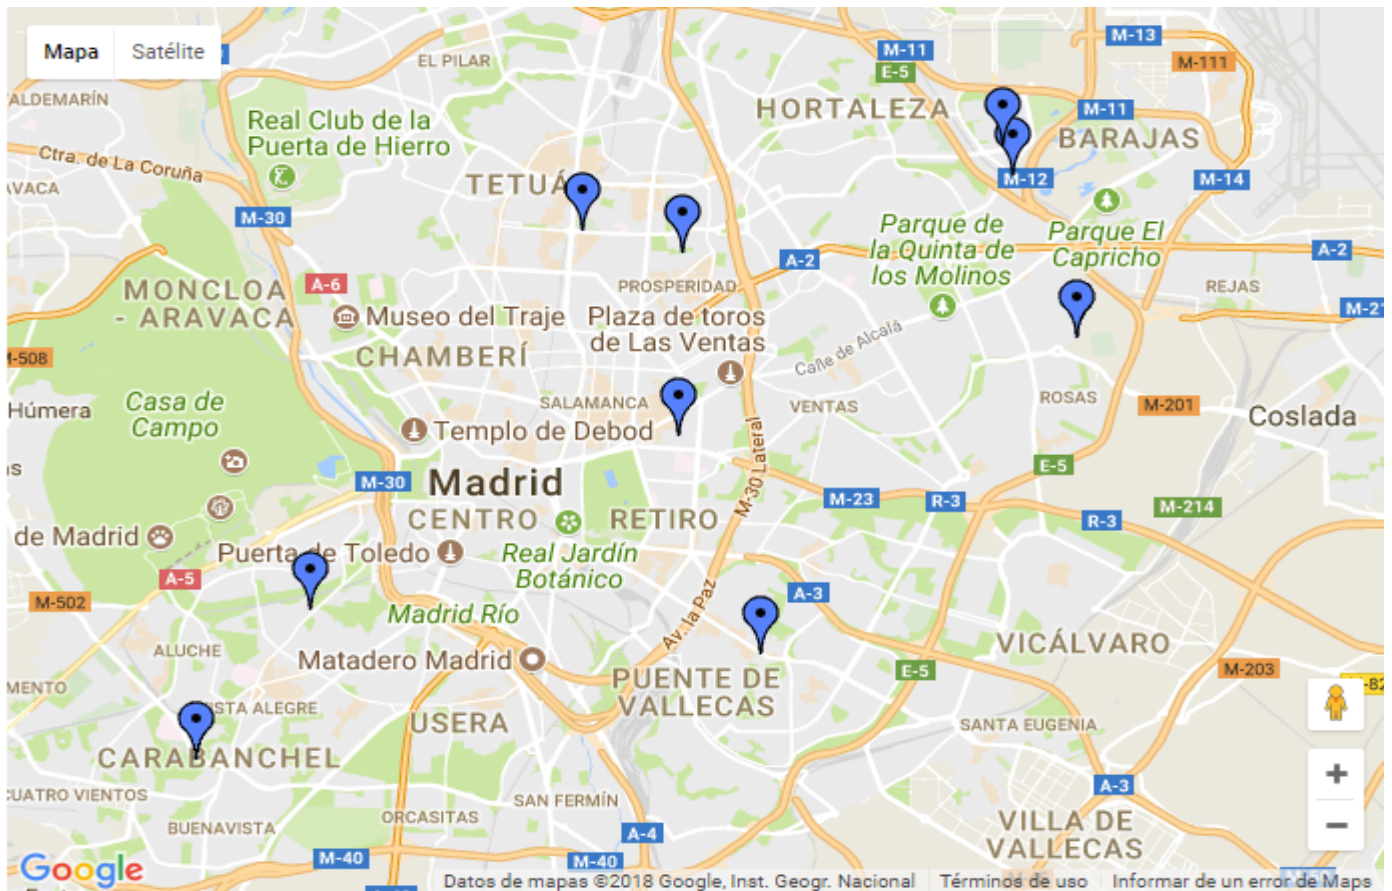 Mapa
Satélite
EL PILAR
M-11
M-13
E-5
M-111
HORTALEZA
M-11
BARAJAS
Real Club de la
Puerta de Hierro
Ctra. de La Coruña
M-12
M-14
M-30
Parque de
la Quinta de
los Molinos
Parque El
Capricho
A-2
A-2
A-6
MONCLOA
- ARAVACA
PROSPERIDAD
REJAS
Museo del Traje
Plaza de toros
de Las Ventas
Calle de Alcalá
CHAMBERÍ
M-508
Húmera
Casa de
Campo
SALAMANCA
VENTAS
ROSAS
M-201
Coslada
Templo de Debod
M-30
Madrid
M-30 Lateral
E-5
M-23
R-3
M-214
R-3
CENTRO
RETIRO
de Madrid
Puerta de Toledo
Real Jardín
Botánico
A-5
M-502
A-3
Madrid Río
Av. la Paz
ALUCHE
Matadero Madrid
VICÁLVARO
E-5
M-203
PUENTE DE
VALLECAS
USERA
SANTA EUGENIA
CARABANCHEL
CUATRO VIENTOS
SAN FERMÍN
A-3
ORCASITAS
BUENAVISTA
A-4
VILLA DE
VALLECAS
M-40
M-40
Google
Datos de mapas ©2018 Google, Inst. Geogr. Nacional
Términos de uso
Informar de un error de Maps